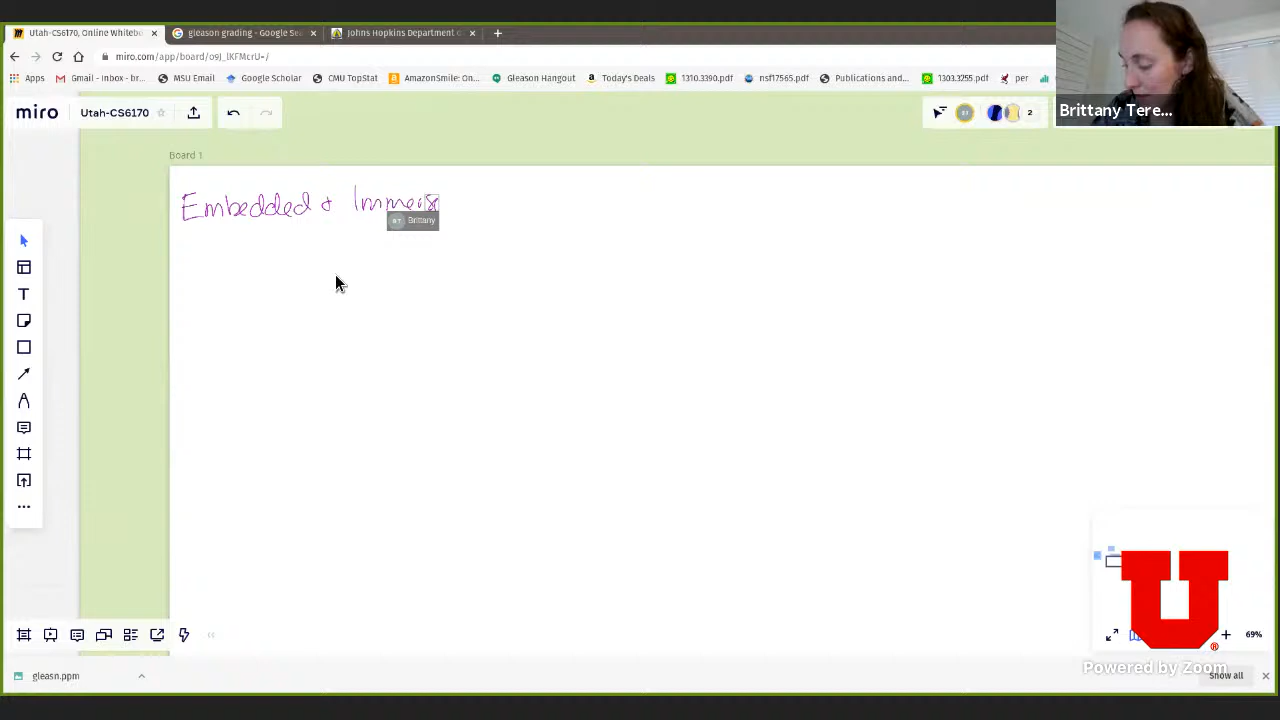 Utah-CS6170, Online Whitebo
gleason grading - Google Sea
Johns Hopkins Department o
miro.com/app/board/o9J_lKFMcrU=/
Apps
Gmail - Inbox - br...
MSU Email
Google Scholar
CMU TopStat
AmazonSmile: On...
Gleason Hangout
Today's Deals
1310.3390.pdf
nsf17565.pdf
Publications and...
1303.3255.pdf
per
miro
Utah-CS6170
2
Brittany Tere...
Board 1
Embedded + Immers
BT Brittany
69%
U
®
Powered by Zoom
gleasn.ppm
Show all